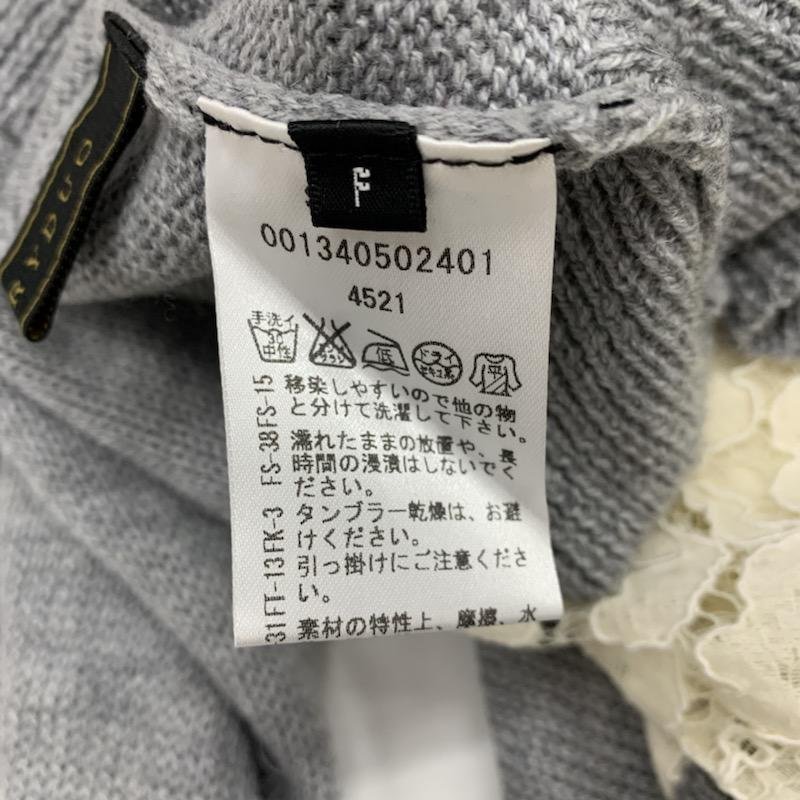 RYDUO
F
001340502401
4521
手洗イ
30
中性
低
ドライ
平
移染しやすいので他の物
と分けて洗濯して下さい。
濡れたままの放置や、長
時間の浸漬はしないでく
ださい。
タンブラー乾燥は、お避
けください。
引っ掛けにご注意くださ
い。
素材の特性上、摩擦、水
FS-38FS-15